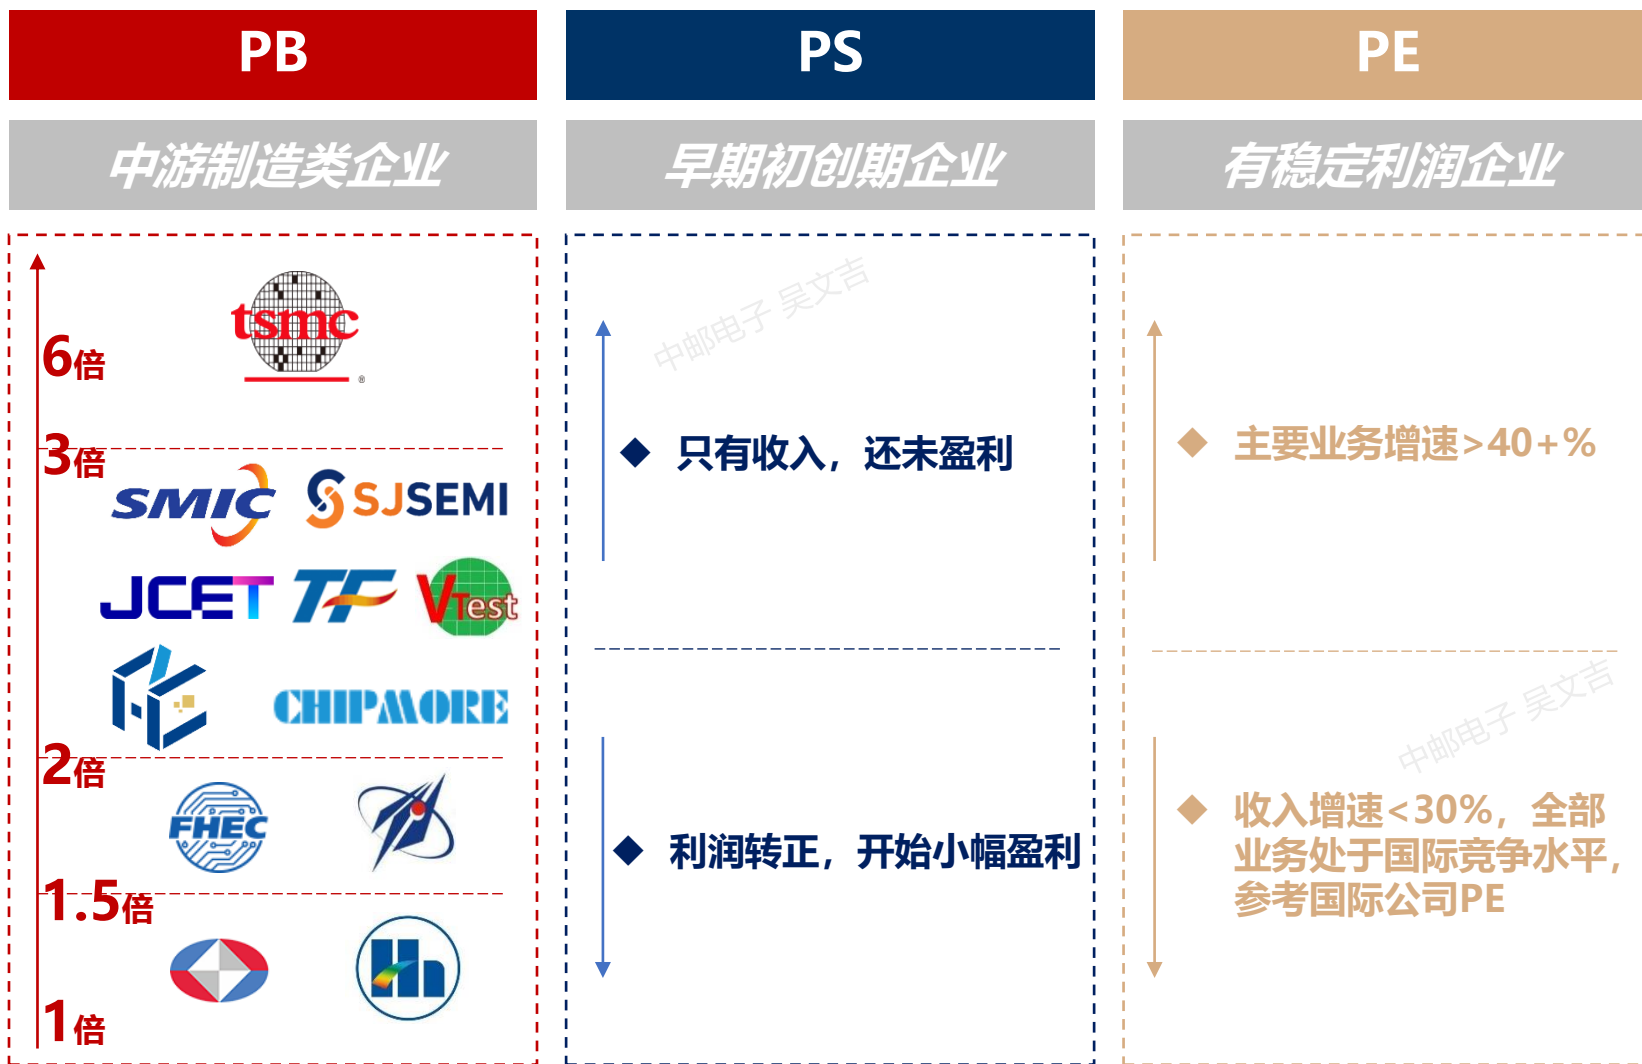 PB
PS
PE
中游制造类企业
早期初创期企业
有稳定利润企业
tsmc
®
6倍
3倍
SMIC
SJSEMI
JCET
TF
VTest
CHIPMORE
2倍
FHEC
1.5倍
1倍
中邮电子 吴文吉
◆ 只有收入，还未盈利
◆ 利润转正，开始小幅盈利
◆ 主要业务增速>40+%
中邮电子 吴文吉
◆ 收入增速<30%，全部
业务处于国际竞争水平，
参考国际公司PE